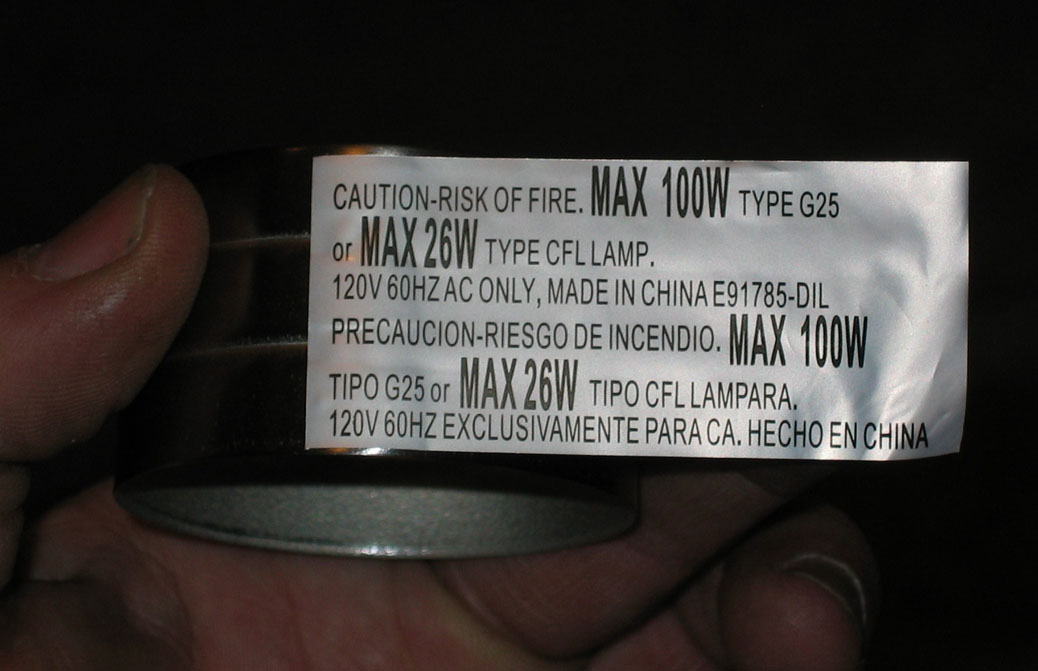 CAUTION-RISK OF FIRE. MAX 100W TYPE G25
or MAX 26W TYPE CFL LAMP.
120V 60HZ AC ONLY, MADE IN CHINA E91785-DIL
PRECAUCION-RIESGO DE INCENDIO. MAX 100W
TIPO G25 or MAX 26W TIPO CFL LAMPARA.
120V 60HZ EXCLUSIVAMENTE PARA CA. HECHO EN CHINA